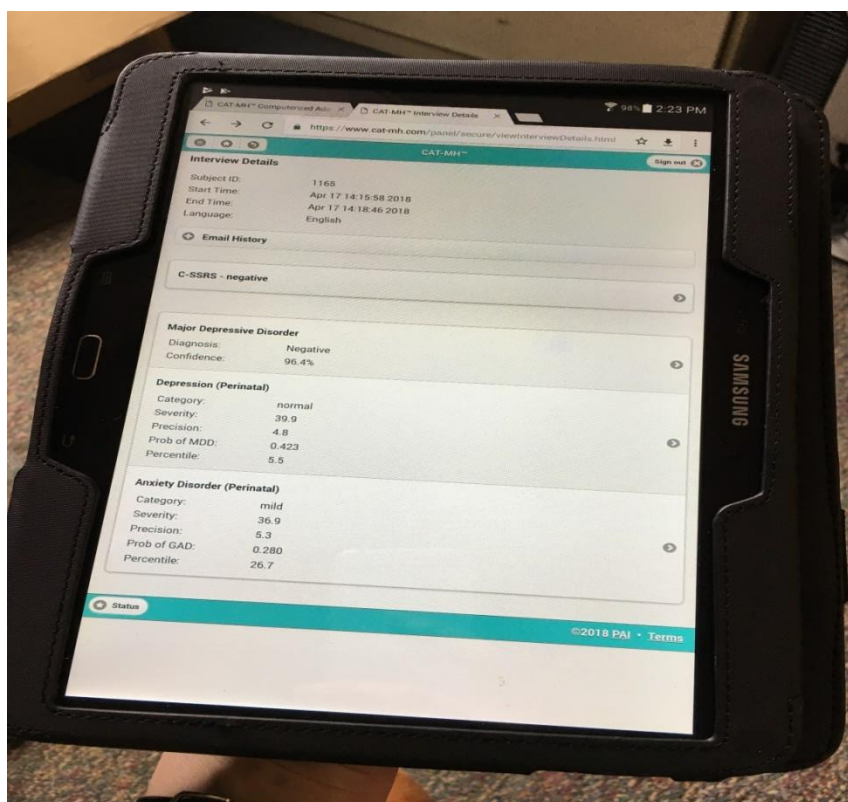 98% 2:23 PM
CAT-MH™ Computerized Ada CAT-MH™ Interview Details
https://www.cat-mh.com/panel/secure/viewInterviewDetails.html
CAT-MH™
Sign out
Interview Details
Subject ID: 1165
Start Time: Apr 17 14:15:58 2018
End Time: Apr 17 14:18:46 2018
Language: English
Email History
C-SSRS - negative
Major Depressive Disorder
Diagnosis: Negative
Confidence: 96.4%
Depression (Perinatal)
Category: normal
Severity: 39.9
Precision: 4.8
Prob of MDD: 0.423
Percentile: 5.5
Anxiety Disorder (Perinatal)
Category: mild
Severity: 36.9
Precision: 5.3
Prob of GAD: 0.280
Percentile: 26.7
Status
©2018 PAI · Terms
SAMSUNG